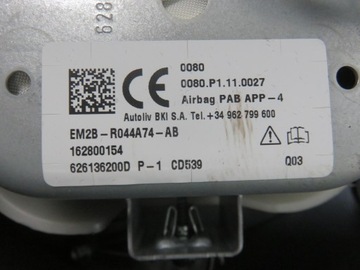 628
CE
0080
0080.P1.11.0027
Airbag PAB APP-4
Autoliv BKI S.A. Tel.+34 962 799 600
EM2B-R044A74-AB
162800154
626136200D P-1 CD539
Q03